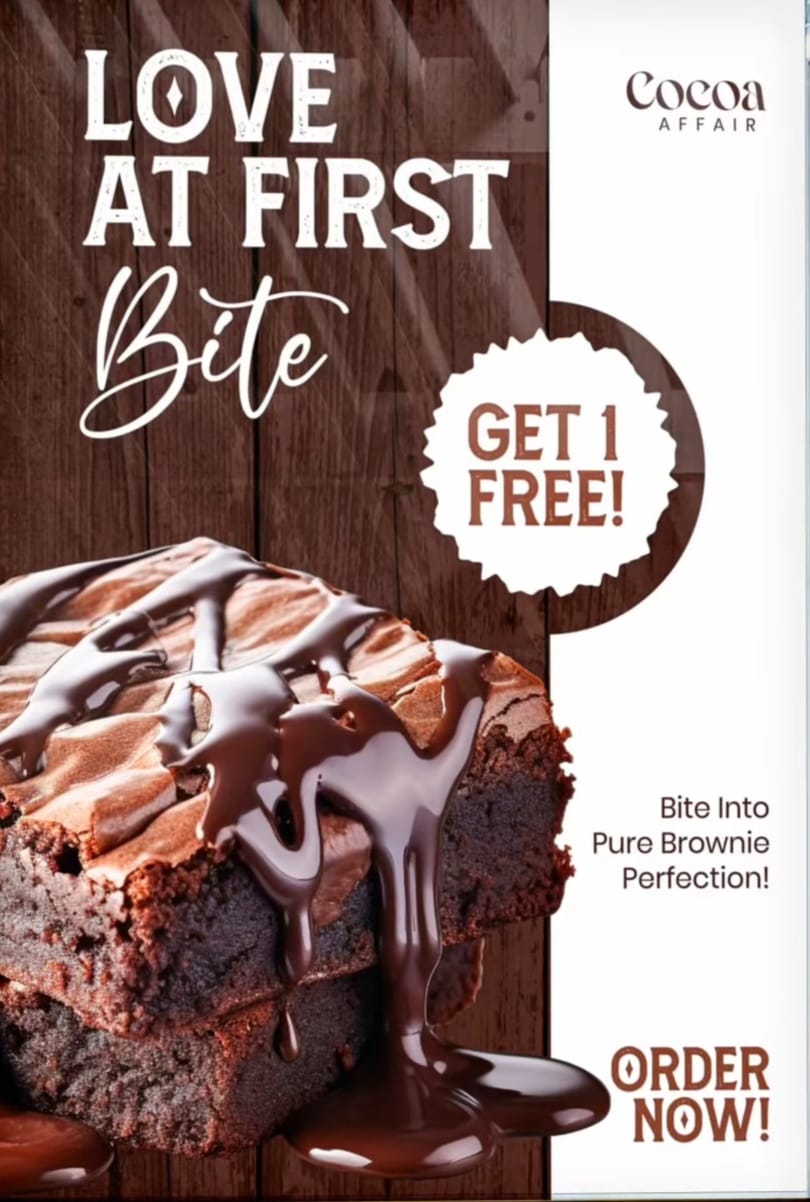 LOVE
AT FIRST
Bite
Cocoa
AFFAIR
GET 1
FREE!
Bite Into
Pure Brownie
Perfection!
ORDER
NOW!